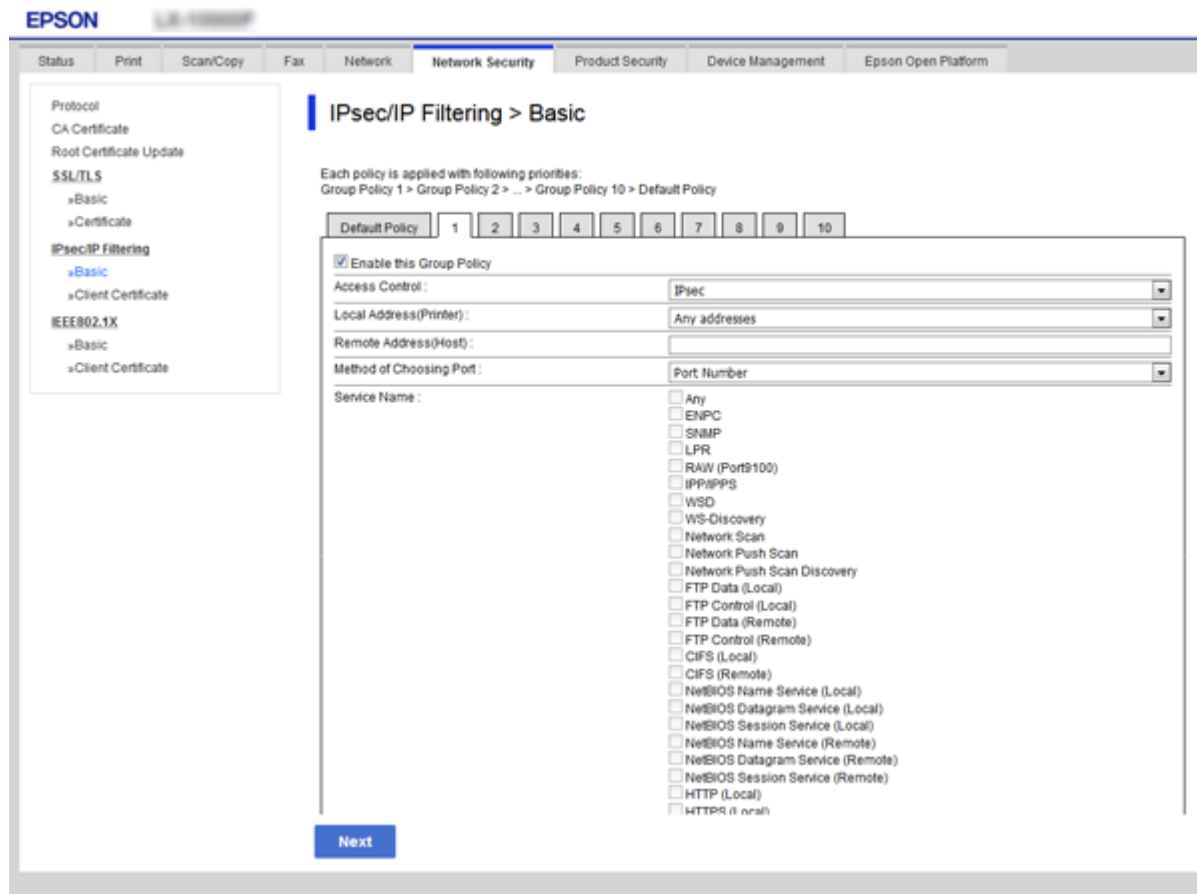 EPSON
Status Print Scan/Copy Fax Network Network Security Product Security Device Management Epson Open Platform
Protocol
CA Certificate
Root Certificate Update
SSL/TLS
»Basic
»Certificate
IPsec/IP Filtering
»Basic
»Client Certificate
IEEE802.1X
»Basic
»Client Certificate
IPsec/IP Filtering > Basic
Each policy is applied with following priorities:
Group Policy 1 > Group Policy 2 > ... > Group Policy 10 > Default Policy
Default Policy 1 2 3 4 5 6 7 8 9 10
Enable this Group Policy
Access Control : IPsec
Local Address(Printer) : Any addresses
Remote Address(Host) :
Method of Choosing Port : Port Number
Service Name : Any
ENPC
SNMP
LPR
RAW (Port9100)
IPP/IPPS
WSD
WS-Discovery
Network Scan
Network Push Scan
Network Push Scan Discovery
FTP Data (Local)
FTP Control (Local)
FTP Data (Remote)
FTP Control (Remote)
CIFS (Local)
CIFS (Remote)
NetBIOS Name Service (Local)
NetBIOS Datagram Service (Local)
NetBIOS Session Service (Local)
NetBIOS Name Service (Remote)
NetBIOS Datagram Service (Remote)
NetBIOS Session Service (Remote)
HTTP (Local)
HTTPS (Local)
Next